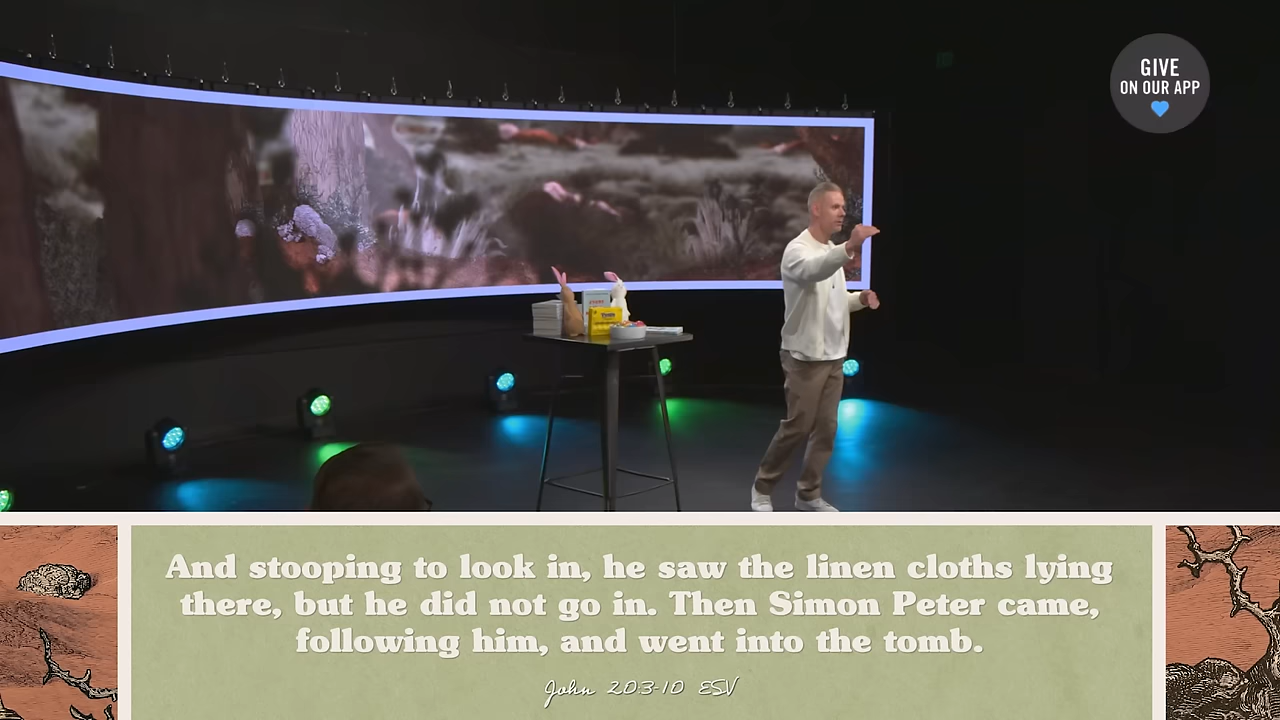 GIVE
ON OUR APP
And stooping to look in, he saw the linen cloths lying
there, but he did not go in. Then Simon Peter came,
following him, and went into the tomb.
John 20:3-10 ESV